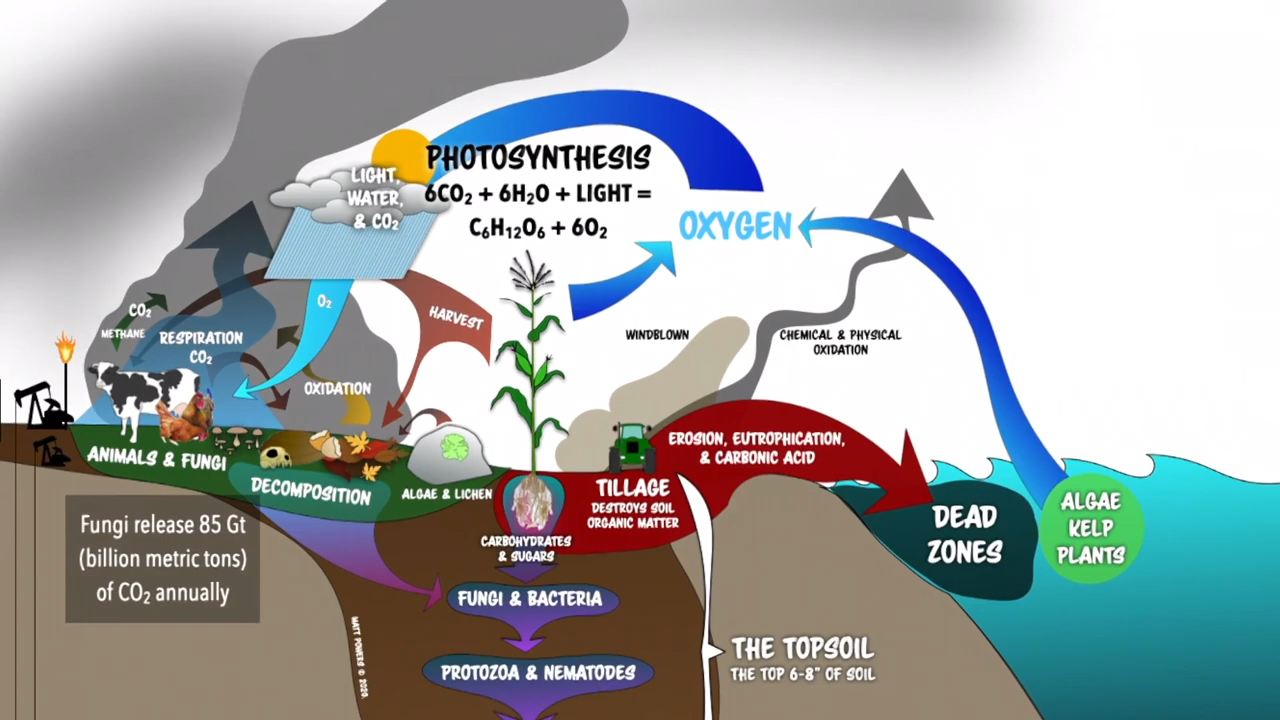 LIGHT,
WATER,
& CO₂
PHOTOSYNTHESIS
6CO₂ + 6H₂O + LIGHT =
C₆H₁₂O₆ + 6O₂
OXYGEN
O₂
HARVEST
CO₂
METHANE
RESPIRATION
CO₂
OXIDATION
WINDBLOWN
CHEMICAL & PHYSICAL
OXIDATION
ANIMALS & FUNGI
DECOMPOSITION
ALGAE & LICHEN
EROSION, EUTROPHICATION,
& CARBONIC ACID
TILLAGE
DESTROYS SOIL
ORGANIC MATTER
CARBOHYDRATES
& SUGARS
DEAD
ZONES
ALGAE
KELP
PLANTS
Fungi release 85 Gt
(billion metric tons)
of CO₂ annually
FUNGI & BACTERIA
PROTOZOA & NEMATODES
THE TOPSOIL
THE TOP 6-8" OF SOIL
MATT POWERS © 2020.